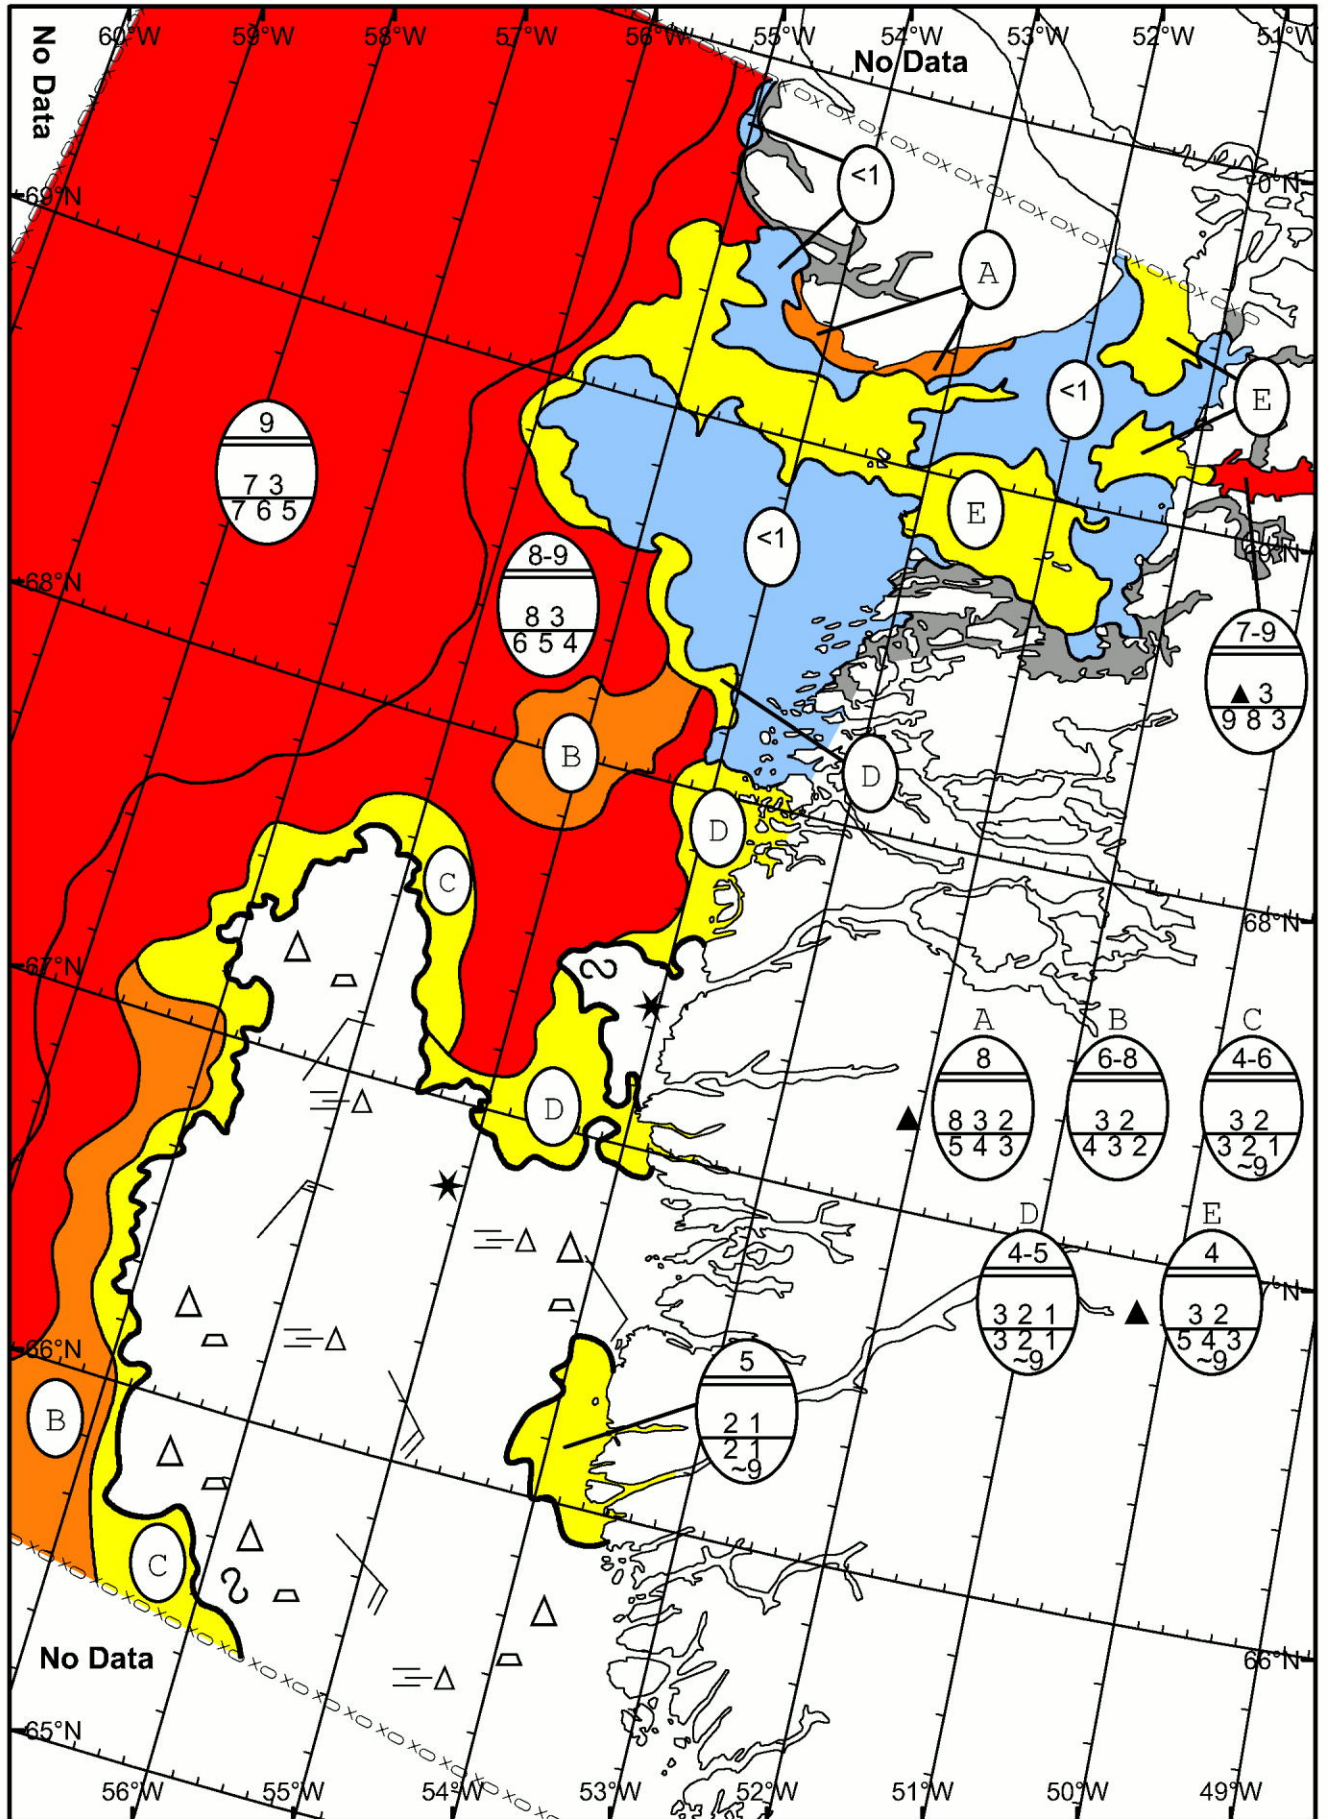 60°W 59°W 58°W 57°W 56°W 55°W 54°W 53°W 52°W 51°W
No Data
No Data
<1
69°N
0°N
A
<1
E
9
7 3
7 6 5
E
<1
8-9
8 3
6 5 4
69°N
68°N
7-9
▲ 3
9 8 3
B
D
D
C
68°N
67°N
A B C
8 6-8 4-6
8 3 2 3 2 3 2
5 4 3 4 3 2 3 2 1
~9
D
D E
4-5 4
3 2 1 3 2
3 2 1 5 4 3
~9 ~9
7°N
66°N
5
2 1
2 1
~9
B
C
No Data
66°N
65°N
56°W 55°W 54°W 53°W 52°W 51°W 50°W 49°W